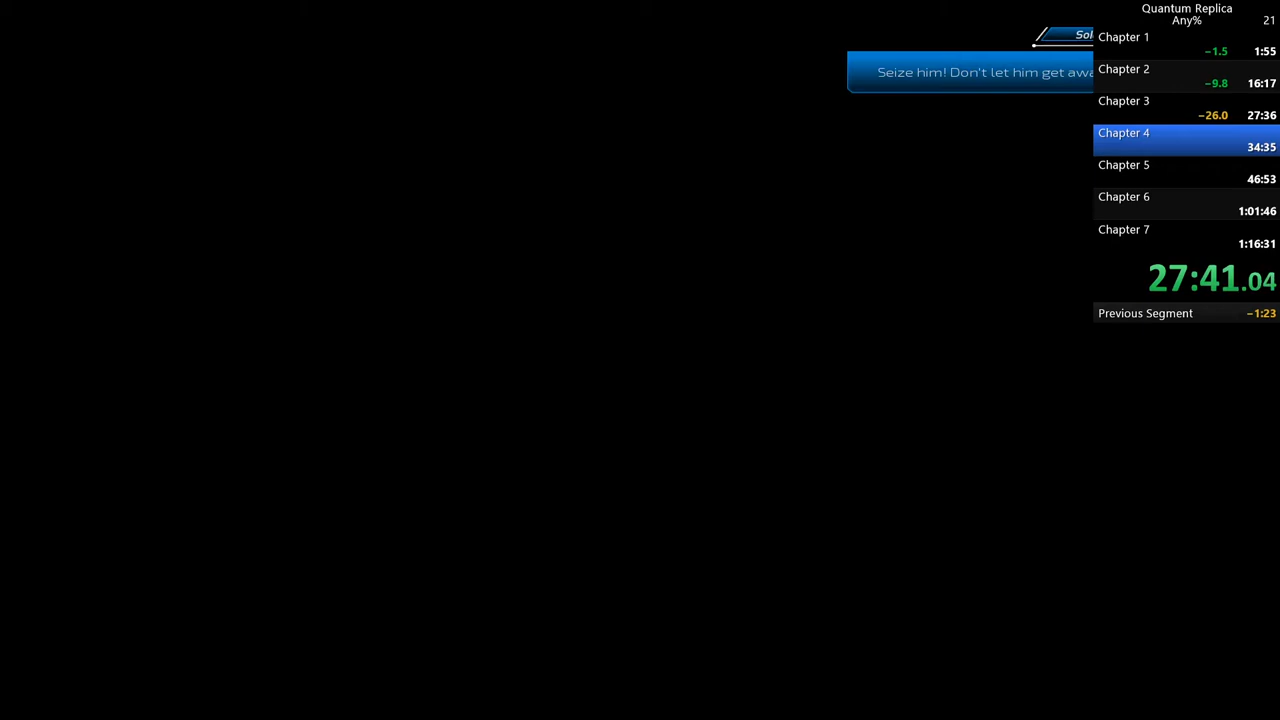 Quantum Replica
Any% 21
Seize him! Don't let him get
Chapter 1
−1.5 1:55
Chapter 2
−9.8 16:17
Chapter 3
−26.0 27:36
Chapter 4
34:35
Chapter 5
46:53
Chapter 6
1:01:46
Chapter 7
1:16:31
27:41.04
Previous Segment −1:23